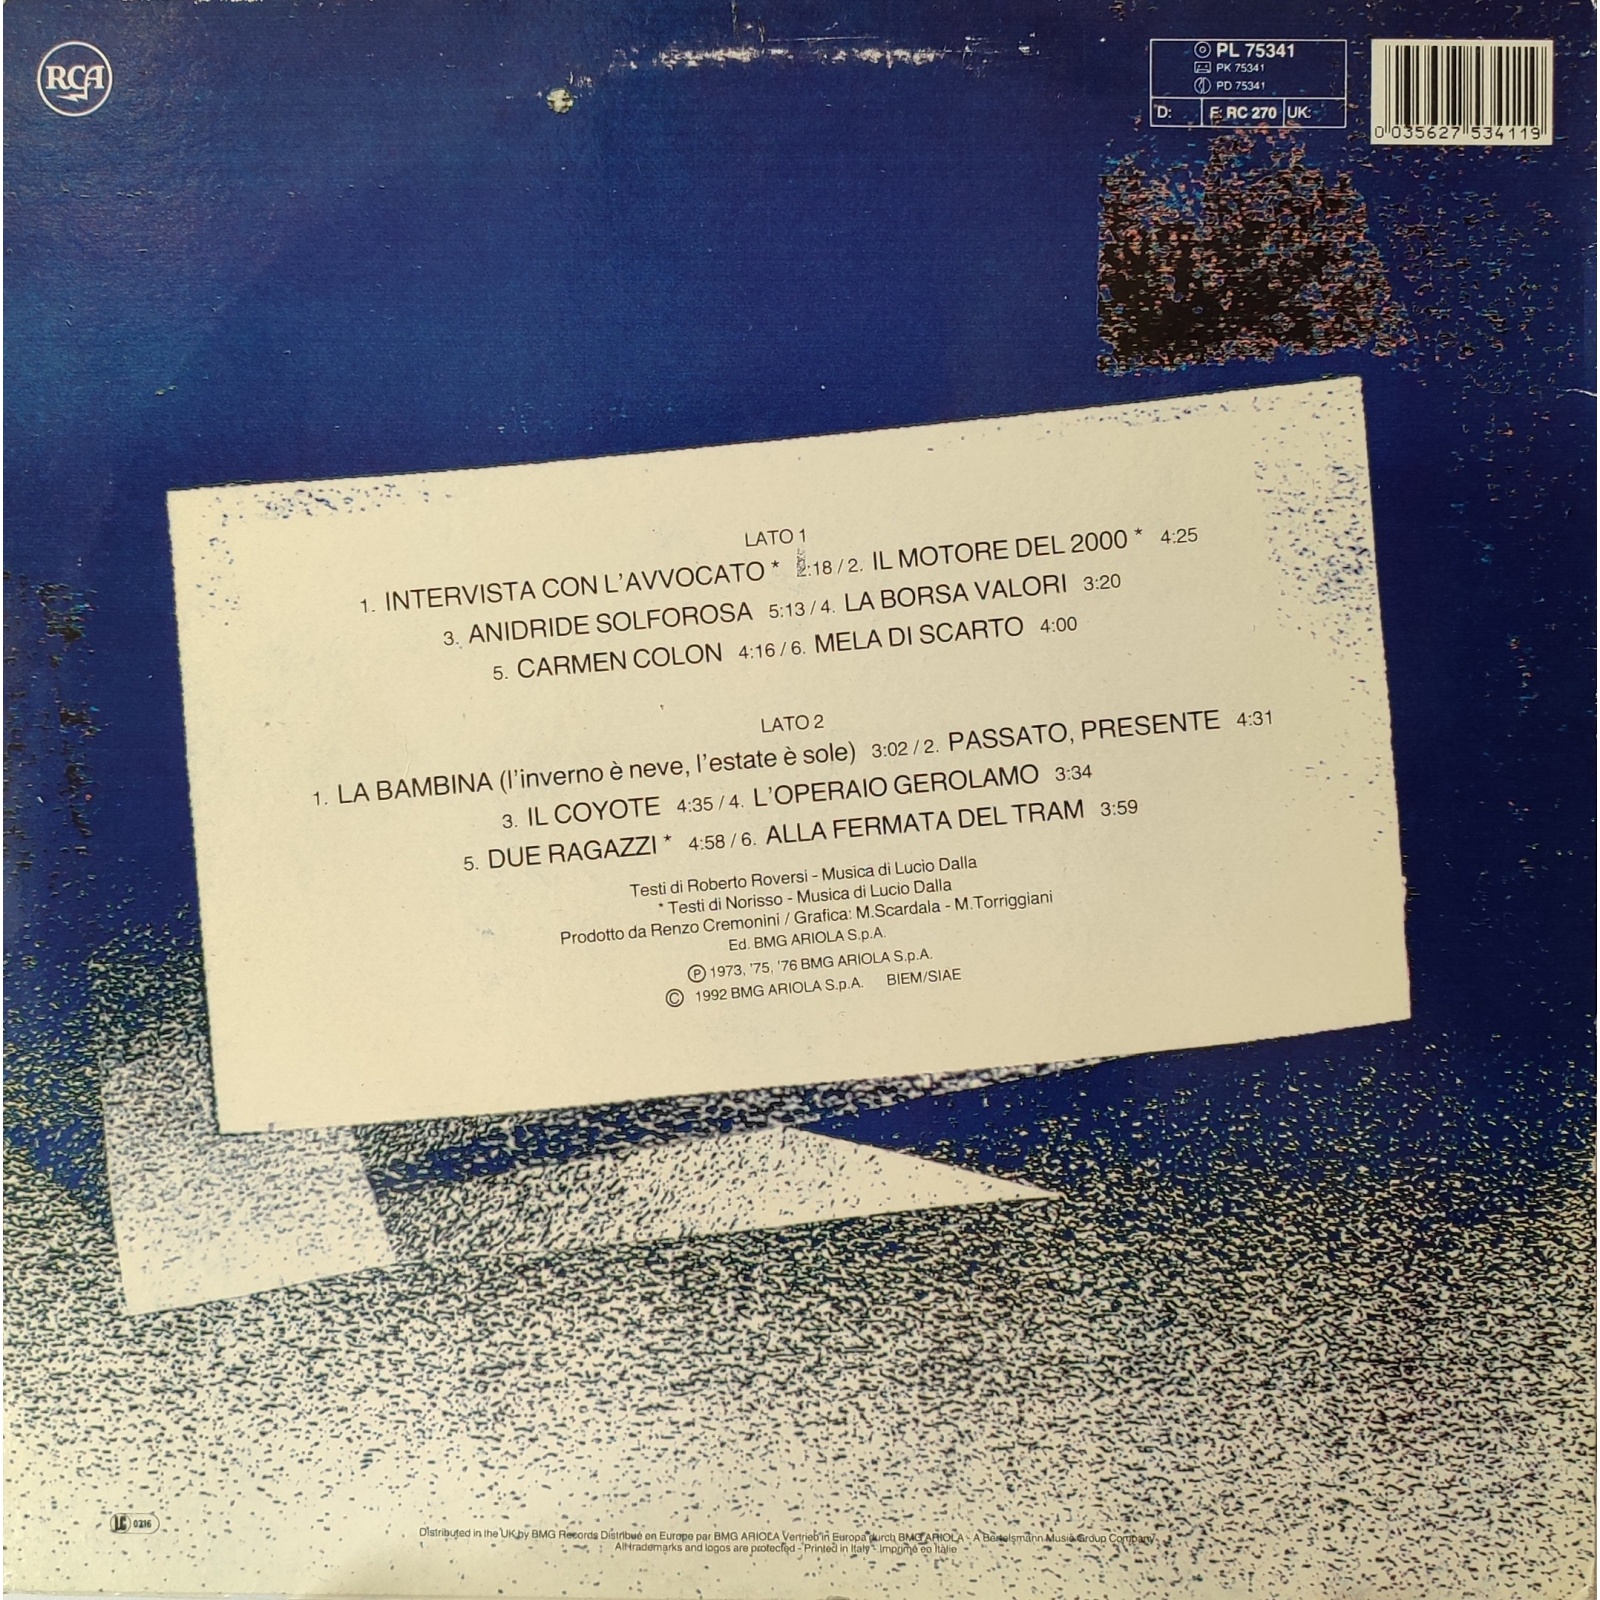 RCA
PL 75341
PK 75341
PD 75341
D: F: RC 270 UK:
0 035627 534119
LATO 1
1. INTERVISTA CON L'AVVOCATO * :18 / 2. IL MOTORE DEL 2000 * 4:25
3. ANIDRIDE SOLFOROSA 5:13 / 4. LA BORSA VALORI 3:20
5. CARMEN COLON 4:16 / 6. MELA DI SCARTO 4:00
LATO 2
1. LA BAMBINA (l'inverno è neve, l'estate è sole) 3:02 / 2. PASSATO, PRESENTE 4:31
3. IL COYOTE 4:35 / 4. L'OPERAIO GEROLAMO 3:34
5. DUE RAGAZZI * 4:58 / 6. ALLA FERMATA DEL TRAM 3:59
Testi di Roberto Roversi - Musica di Lucio Dalla
* Testi di Norisso - Musica di Lucio Dalla
Prodotto da Renzo Cremonini / Grafica: M.Scardala - M.Torriggiani
Ed. BMG ARIOLA S.p.A.
Ⓟ 1973, '75, '76 BMG ARIOLA S.p.A.
© 1992 BMG ARIOLA S.p.A. BIEM/SIAE
LC 0316
Distributed in the UK by BMG Records Distribué en Europe par BMG ARIOLA Vertrieb in Europa durch BMG ARIOLA - A Bertelsmann Music Group Company
All trademarks and logos are protected - Printed in Italy - Imprimé en Italie